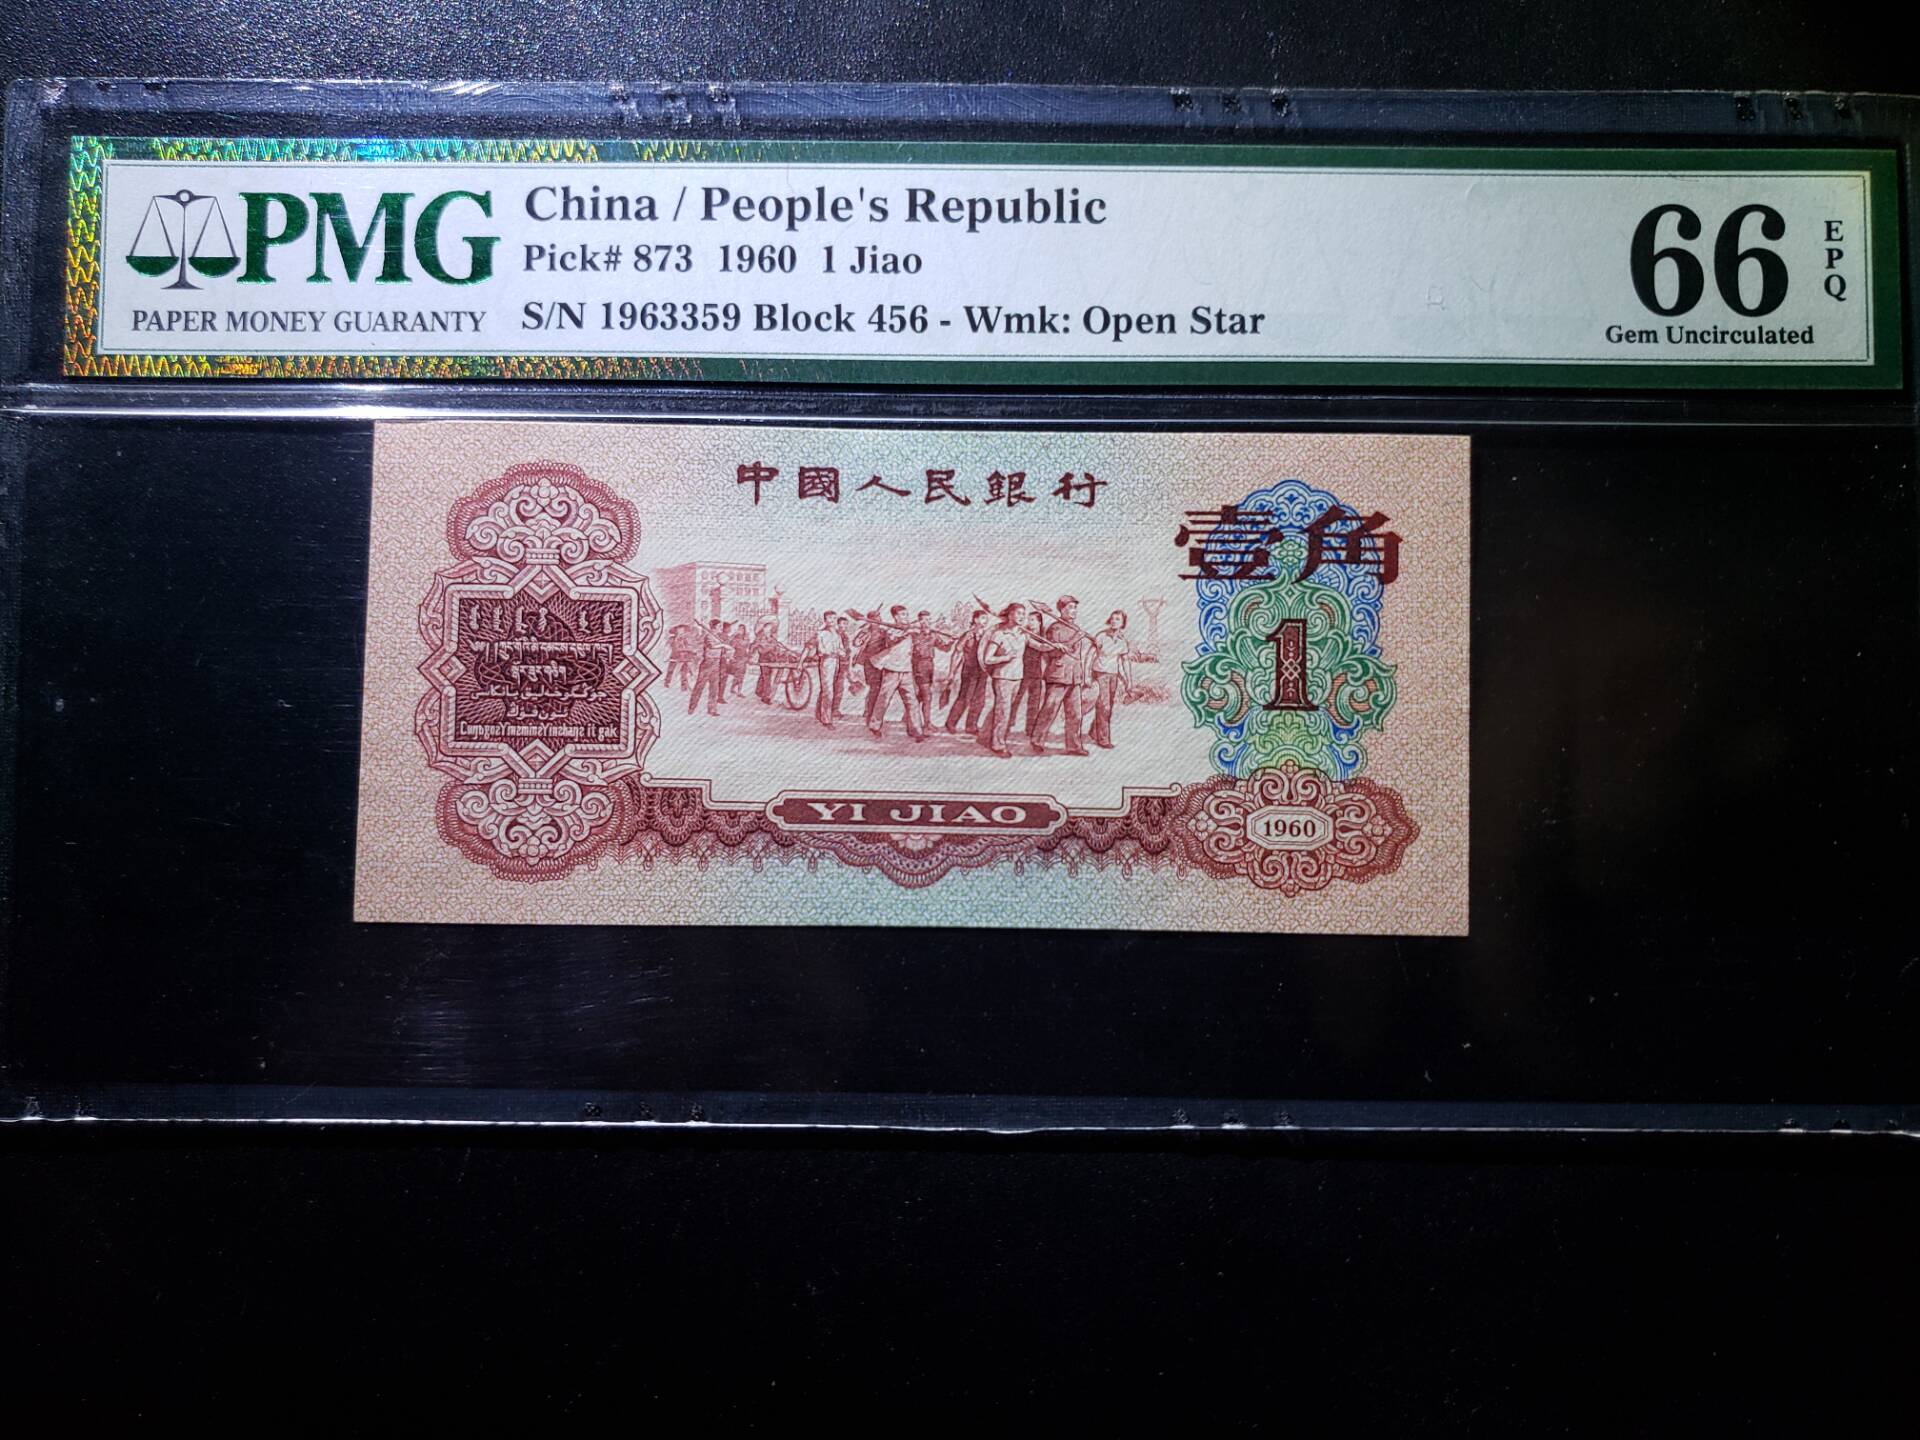 PMG
PAPER MONEY GUARANTY
China / People's Republic
Pick# 873 1960 1 Jiao
S/N 1963359 Block 456 - Wmk: Open Star
66
EPQ
Gem Uncirculated
中國人民銀行
壹角
1
YI JIAO
1960